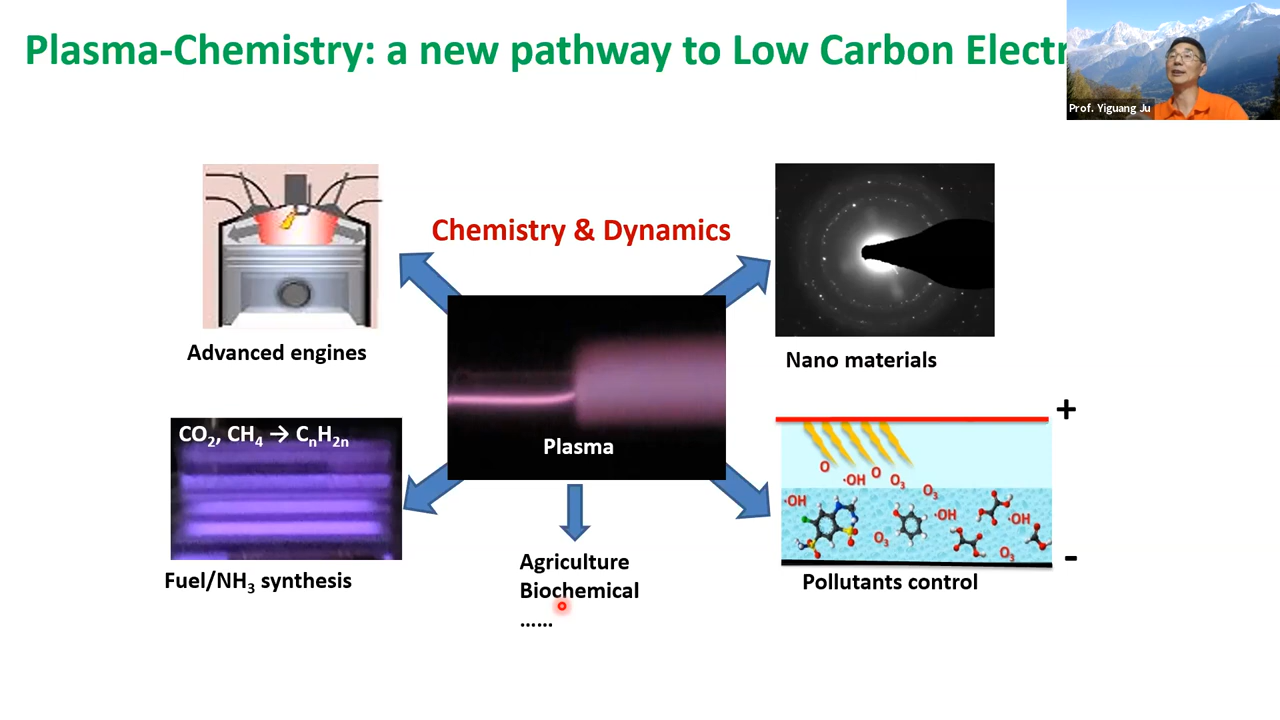 Plasma-Chemistry: a new pathway to Low Carbon Electr
Prof. Yiguang Ju
Chemistry & Dynamics
Advanced engines
Nano materials
Plasma
CO₂, CH₄ → CₙH₂ₙ
Fuel/NH₃ synthesis
Agriculture
Biochemical
......
+
O
O
·OH
O₃
O₃
·OH
·OH
·OH
O₃
O₃
-
Pollutants control